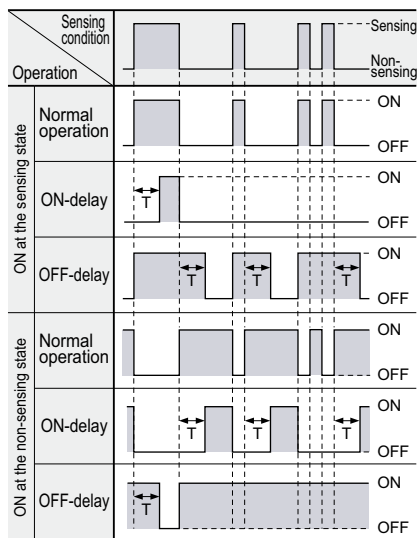 Sensing
condition
Operation
Sensing
Non-
sensing
ON at the sensing state
Normal
operation
ON
OFF
ON-delay
T
ON
OFF
OFF-delay
T
T
T
ON
OFF
ON at the non-sensing state
Normal
operation
ON
OFF
ON-delay
T
T
T
ON
OFF
OFF-delay
T
ON
OFF